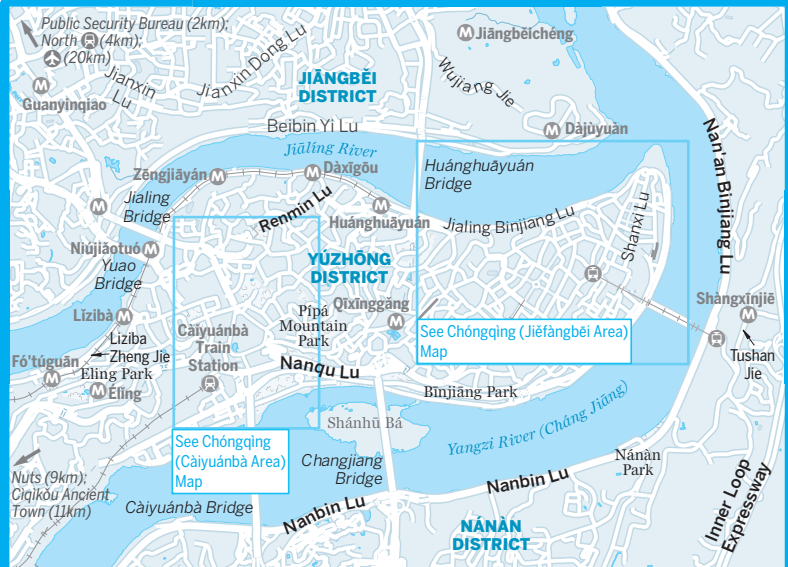 Public Security Bureau (2km);
North (4km);
(20km)
Jiāngběichéng
Jianxin Dong Lu
Jianxin
Lu
Wujiang Jie
JIĀNGBĚI
DISTRICT
Guanyinqiao
Beibin Yi Lu
Dàjùyuàn
Jiālíng River
Nan'an Binjiang Lu
Huánghuāyuán
Bridge
Zēngjiāyán
Dàxīgōu
Jialing
Bridge
Renmin Lu
Huánghuāyuán
Jialing Binjiang Lu
Shanxi Lu
Niújiǎotuó
Yuao
Bridge
YÚZHŌNG
DISTRICT
Lǐzìbà
Càiyuánbà
Train
Station
Pípá
Mountain
Park
Qīxīnggǎng
Shàngxīnjiē
See Chóngqìng (Jiěfàngbēi Area)
Map
Liziba
Zheng Jie
Fó'túguān
Eling Park
Élíng
Tushan
Jie
Nanqu Lu
Bīnjiāng Park
Shánhú Bá
Yangzi River (Cháng Jiāng)
See Chóngqìng
(Càiyuánbà Area)
Map
Changjiang
Bridge
Nánàn
Park
Nuts (9km);
Cíqìkǒu Ancient
Town (11km)
Càiyuánbà Bridge
Nanbin Lu
Nanbin Lu
NÁNÀN
DISTRICT
Inner Loop
Expressway